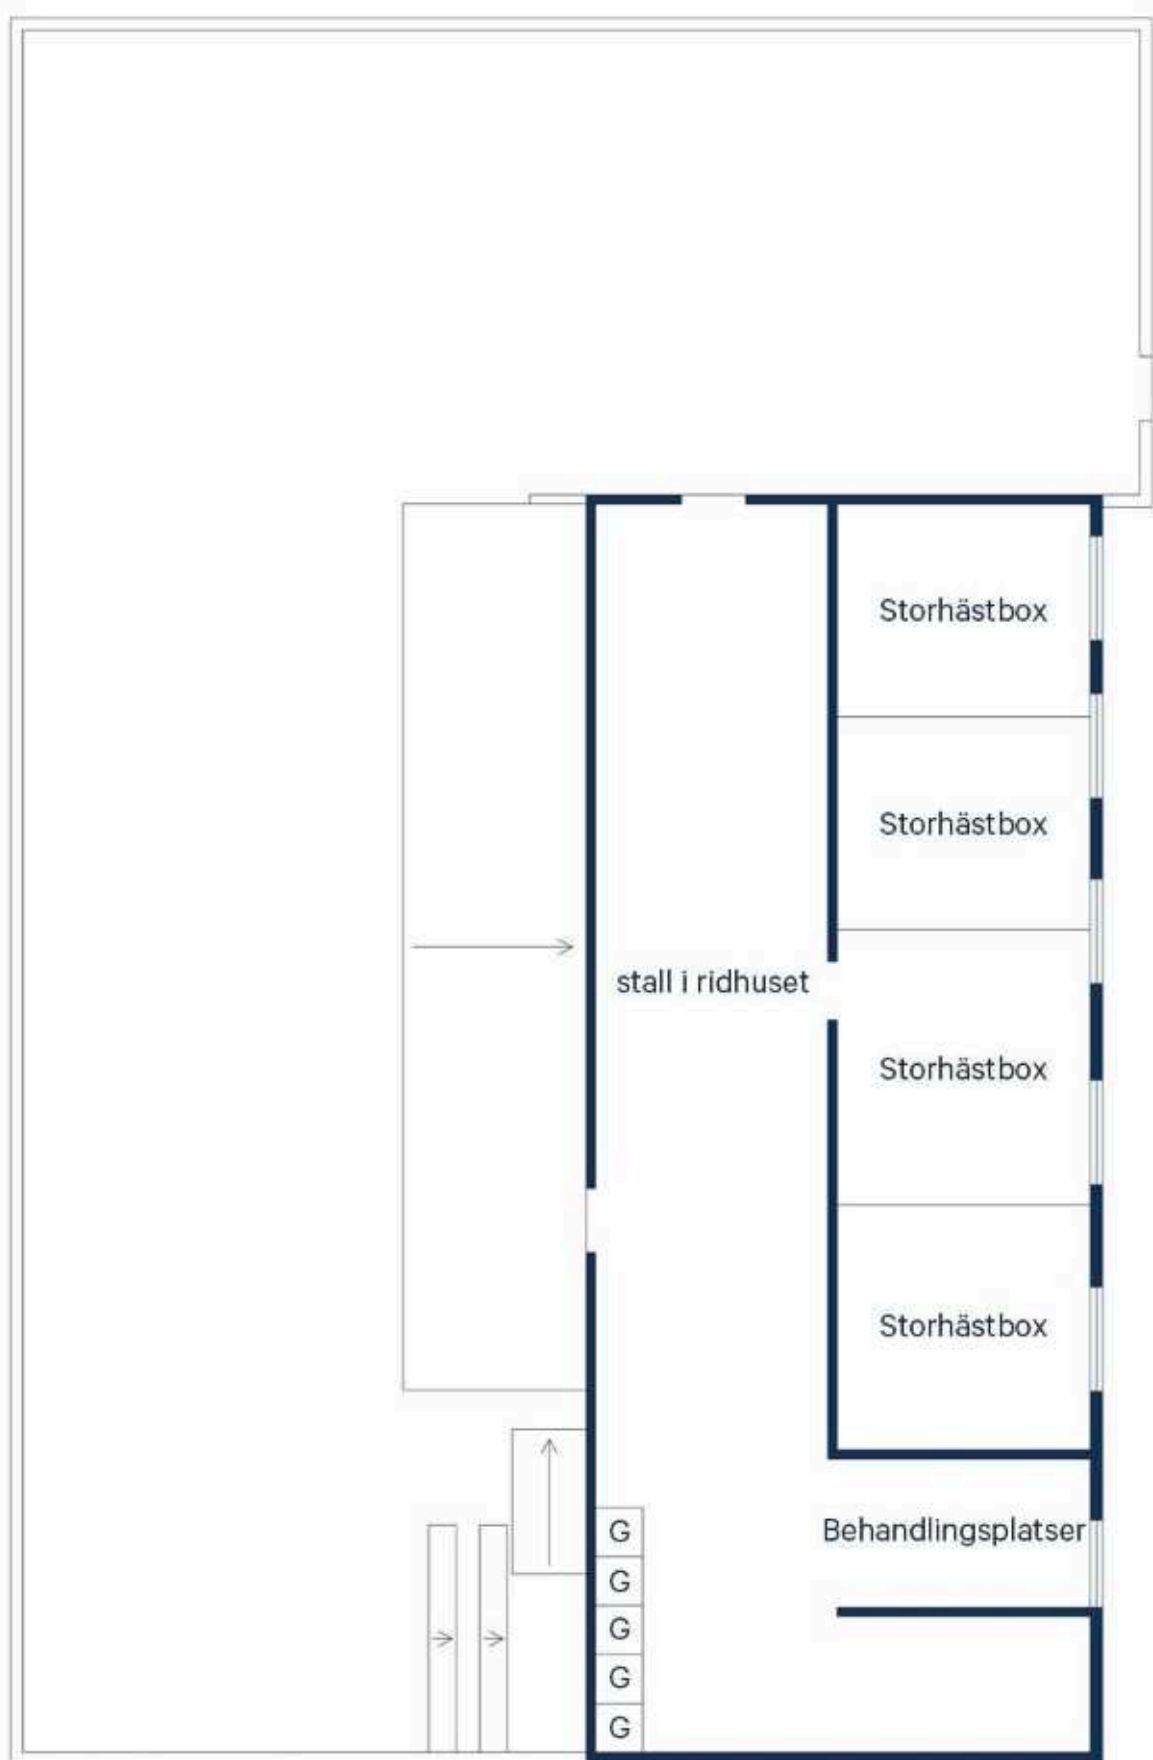 Storhästbox
Storhästbox
stall i ridhuset
Storhästbox
Storhästbox
Behandlingsplatser
G
G
G
G
G